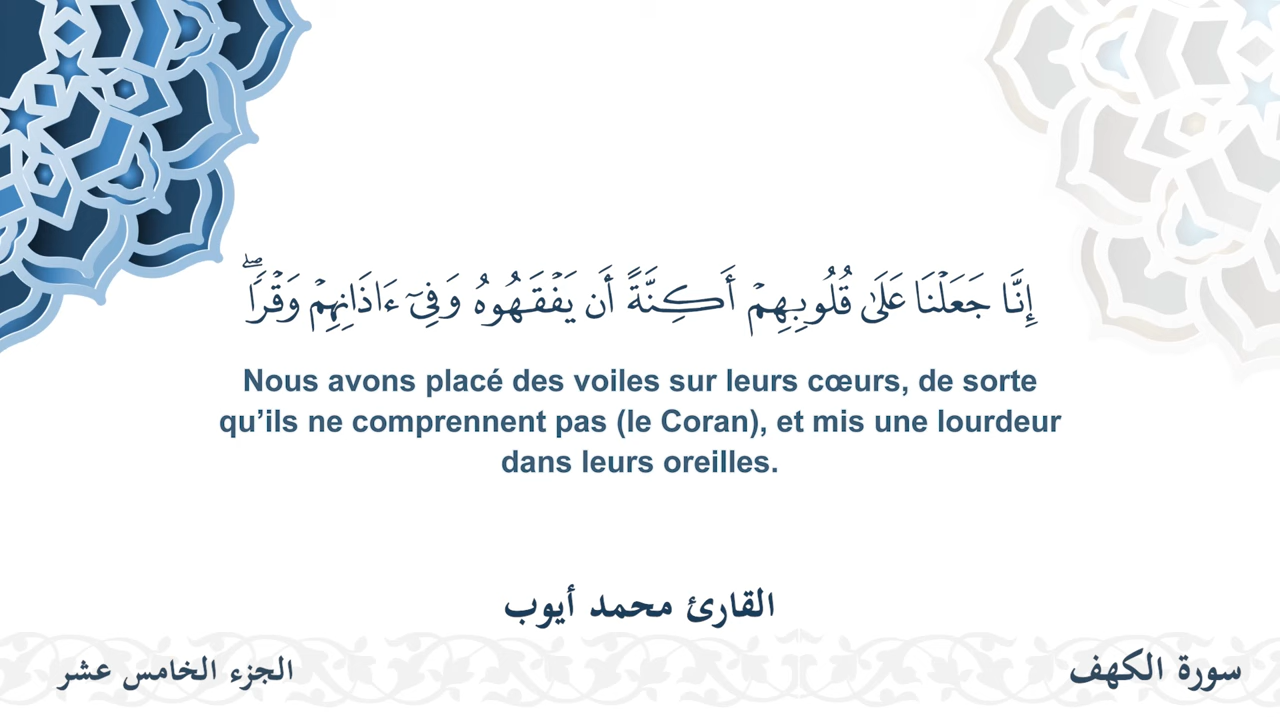 إِنَّا جَعَلۡنَا عَلَىٰ قُلُوبِهِمۡ أَكِنَّةً أَن يَفۡقَهُوهُ وَفِيٓ ءَاذَانِهِمۡ وَقۡرٗاۖ
Nous avons placé des voiles sur leurs cœurs, de sorte
qu’ils ne comprennent pas (le Coran), et mis une lourdeur
dans leurs oreilles.
القارئ محمد أيوب
سورة الكهف
الجزء الخامس عشر